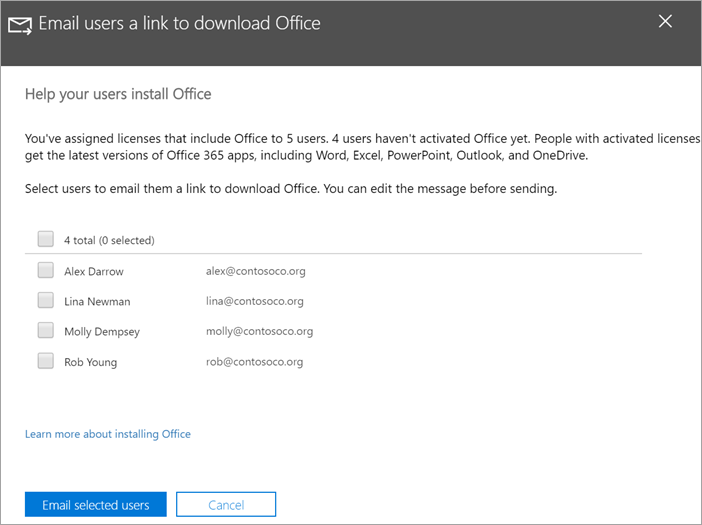 Email users a link to download Office
Help your users install Office
You've assigned licenses that include Office to 5 users. 4 users haven't activated Office yet. People with activated licenses
get the latest versions of Office 365 apps, including Word, Excel, PowerPoint, Outlook, and OneDrive.
Select users to email them a link to download Office. You can edit the message before sending.
4 total (0 selected)
Alex Darrow alex@contosoco.org
Lina Newman lina@contosoco.org
Molly Dempsey molly@contosoco.org
Rob Young rob@contosoco.org
Learn more about installing Office
Email selected users Cancel